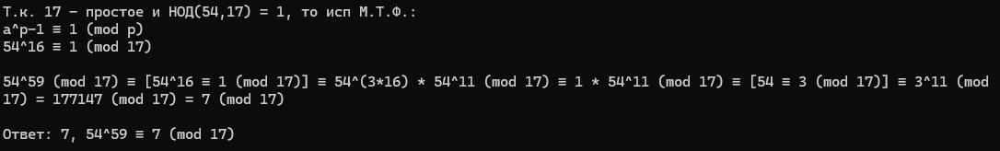 Т.к. 17 - простое и НОД(54,17) = 1, то исп М.Т.Ф.:
a^p-1 ≡ 1 (mod p)
54^16 ≡ 1 (mod 17)
54^59 (mod 17) ≡ [54^16 ≡ 1 (mod 17)] ≡ 54^(3*16) * 54^11 (mod 17) ≡ 1 * 54^11 (mod 17) ≡ [54 ≡ 3 (mod 17)] ≡ 3^11 (mod
17) = 177147 (mod 17) = 7 (mod 17)
Ответ: 7, 54^59 ≡ 7 (mod 17)